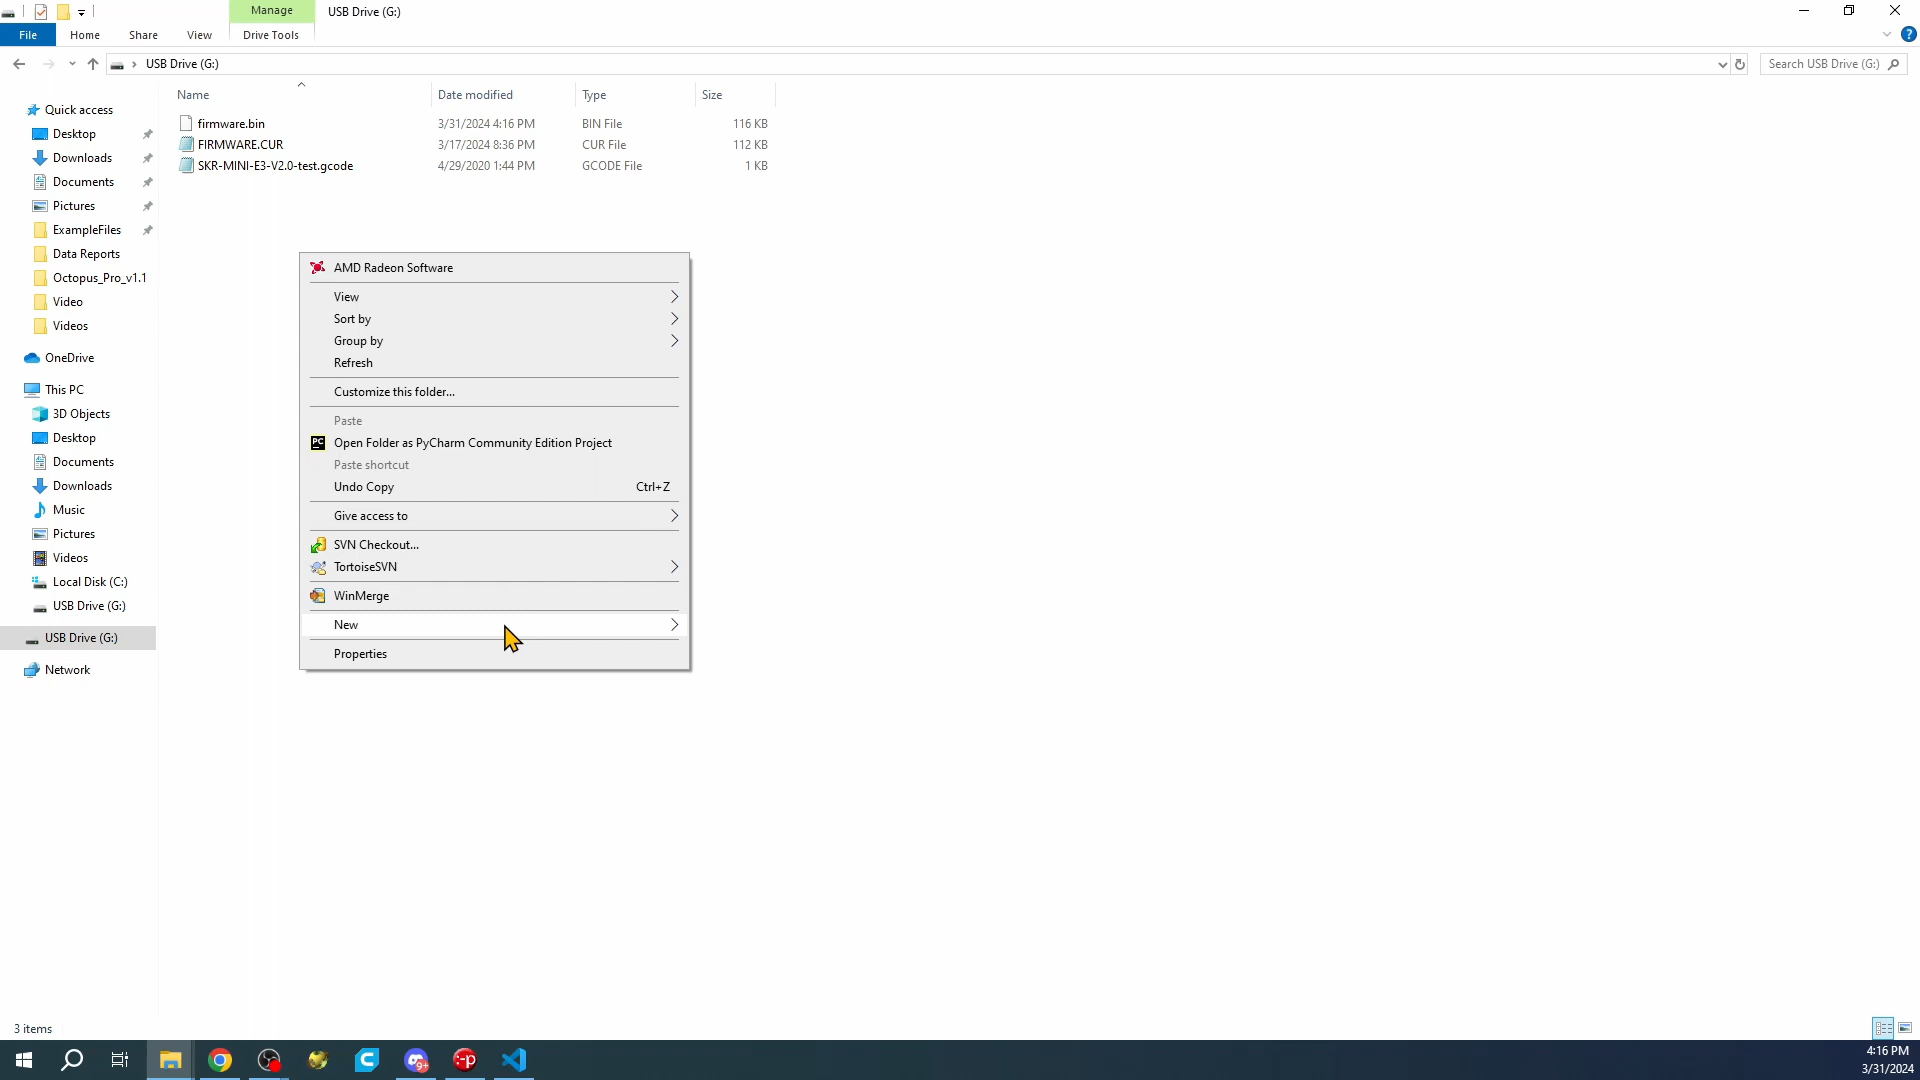 Manage
USB Drive (G:)
File
Home
Share
View
Drive Tools
?
USB Drive (G:)
Search USB Drive (G:)
Name
Date modified
Type
Size
firmware.bin
3/31/2024 4:16 PM
BIN File
116 KB
FIRMWARE.CUR
3/17/2024 8:36 PM
CUR File
112 KB
SKR-MINI-E3-V2.0-test.gcode
4/29/2020 1:44 PM
GCODE File
1 KB
Quick access
Desktop
Downloads
Documents
Pictures
ExampleFiles
Data Reports
Octopus_Pro_v1.1
Video
Videos
OneDrive
This PC
3D Objects
Desktop
Documents
Downloads
Music
Pictures
Videos
Local Disk (C:)
USB Drive (G:)
USB Drive (G:)
Network
AMD Radeon Software
View
Sort by
Group by
Refresh
Customize this folder...
Paste
PC
Open Folder as PyCharm Community Edition Project
Paste shortcut
Undo Copy
Ctrl+Z
Give access to
SVN Checkout...
TortoiseSVN
WinMerge
New
Properties
3 items
C
9+
:-p
4:16 PM
3/31/2024